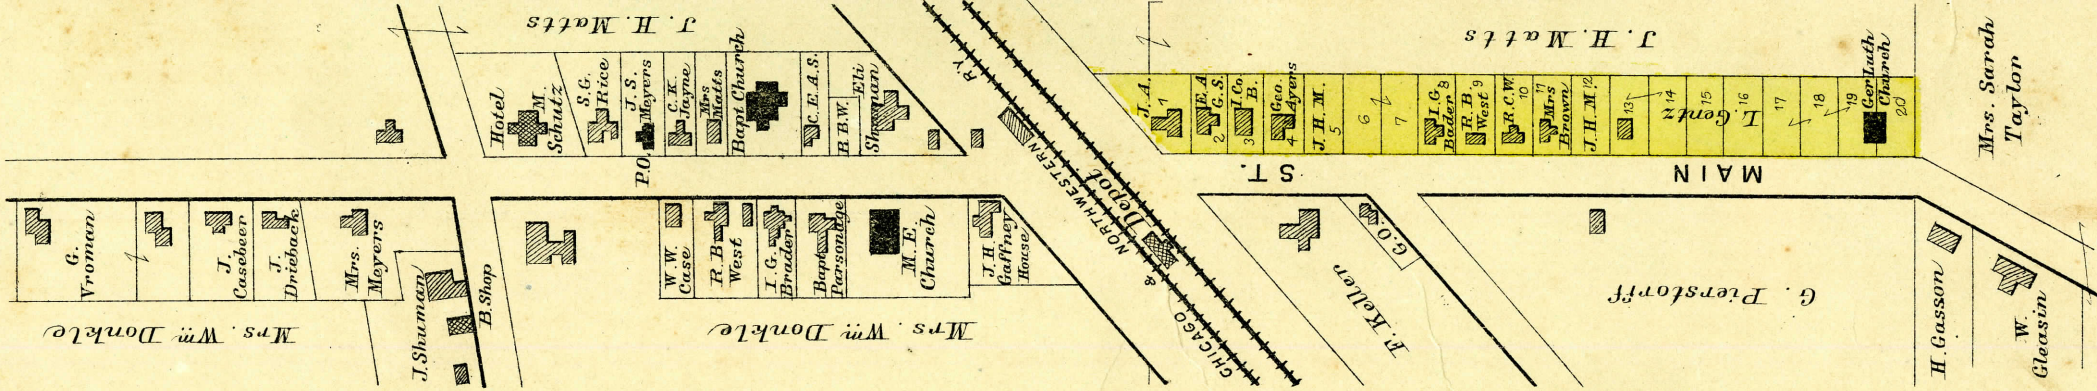 J. H. Matts
Hotel
M.
Schutz
S.G.
Rice
J. S.
Meyers
P.O.
C. K.
Jayne
Mrs
Matts
Bapt Church
C. E. A. S.
R. B. W.
Eli
Shuman
R'Y
J. H. Matts
J. A.
1
E. A
G. S.
2
I. Co.
B.
3
Geo.
Ayers
4
J. H. M.
5
6
7
I. G.
Bader
8
R. B.
West
9
R. C. W.
10
Mrs
Brown
11
J. H. M.
12
13
14
15
16
L. Gentz
17
18
19
Ger Luth
Church
20
Mrs. Sarah
Taylor
MAIN
ST.
CHICAGO & NORTHWESTERN
Depot
G.
Vroman
J.
Casebeer
J.
Drieback
Mrs.
Meyers
J. Shuman
B. Shop
W. W.
Case
R. B
West
I. G.
Brader
Bapt
Parsonage
M. E.
Church
J. H
Gaffney
House
Mrs. Wm Donkle
Mrs. Wm Donkle
F. Keller
G. O.
G. Pierstorff
H. Gasson
W.
Gleasin